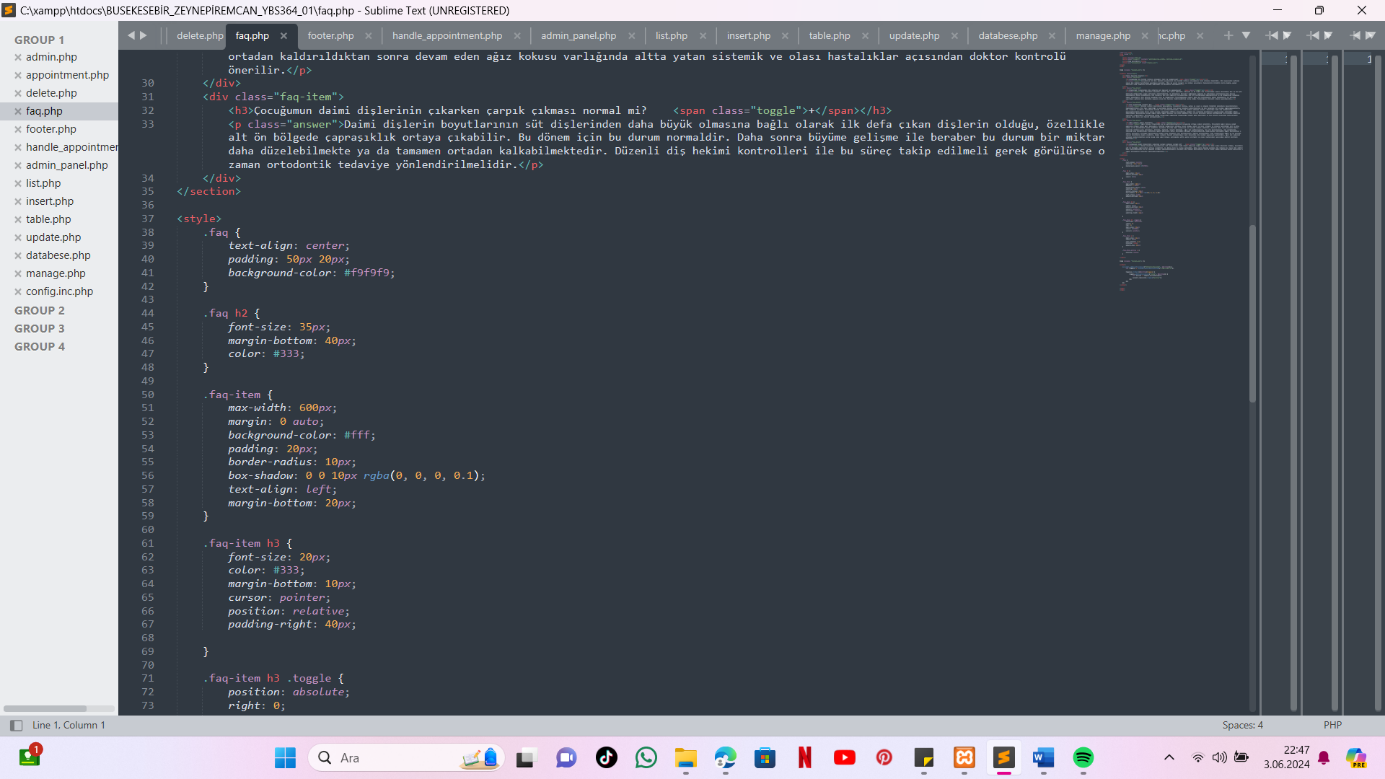 C:\xampp\htdocs\BUSEKESEBİR_ZEYNEPİREMCAN_YBS364_01\faq.php - Sublime Text (UNREGISTERED)
GROUP 1
admin.php
appointment.php
delete.php
faq.php
footer.php
handle_appointmer
admin_panel.php
list.php
insert.php
table.php
update.php
databese.php
manage.php
config.inc.php
GROUP 2
GROUP 3
GROUP 4
delete.php faq.php footer.php handle_appointment.php admin_panel.php list.php insert.php table.php update.php databese.php manage.php nc.php
ortadan kaldırıldıktan sonra devam eden ağız kokusu varlığında altta yatan sistemik ve olası hastalıklar açısından doktor kontrolü
önerilir.</p>
30 </div>
31 <div class="faq-item">
32 <h3>Çocuğumun daimi dişlerinin çıkarken çarpık çıkması normal mi? <span class="toggle">+</span></h3>
33 <p class="answer">Daimi dişlerin boyutlarının süt dişlerinden daha büyük olmasına bağlı olarak ilk defa çıkan dişlerin olduğu, özellikle
alt ön bölgede çapraşıklık ortaya çıkabilir. Bu dönem için bu durum normaldir. Daha sonra büyüme gelişme ile beraber bu durum bir miktar
daha düzelebilmekte ya da tamamen ortadan kalkabilmektedir. Düzenli diş hekimi kontrolleri ile bu süreç takip edilmeli gerek görülürse o
zaman ortodontik tedaviye yönlendirilmelidir.</p>
34 </div>
35 </section>
36
37 <style>
38 .faq {
39 text-align: center;
40 padding: 50px 20px;
41 background-color: #f9f9f9;
42 }
43
44 .faq h2 {
45 font-size: 35px;
46 margin-bottom: 40px;
47 color: #333;
48 }
49
50 .faq-item {
51 max-width: 600px;
52 margin: 0 auto;
53 background-color: #fff;
54 padding: 20px;
55 border-radius: 10px;
56 box-shadow: 0 0 10px rgba(0, 0, 0, 0.1);
57 text-align: left;
58 margin-bottom: 20px;
59 }
60
61 .faq-item h3 {
62 font-size: 20px;
63 color: #333;
64 margin-bottom: 10px;
65 cursor: pointer;
66 position: relative;
67 padding-right: 40px;
68
69 }
70
71 .faq-item h3 .toggle {
72 position: absolute;
73 right: 0;
Line 1, Column 1
Spaces: 4 PHP
1
Ara
22:47
3.06.2024
PRE